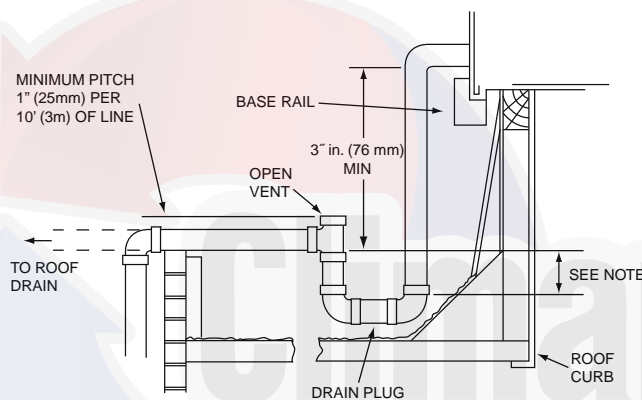 MINIMUM PITCH
1” (25mm) PER
10’ (3m) OF LINE
BASE RAIL
3˝ in. (76 mm)
MIN
OPEN
VENT
TO ROOF
DRAIN
SEE NOTE
DRAIN PLUG
ROOF
CURB
Clima